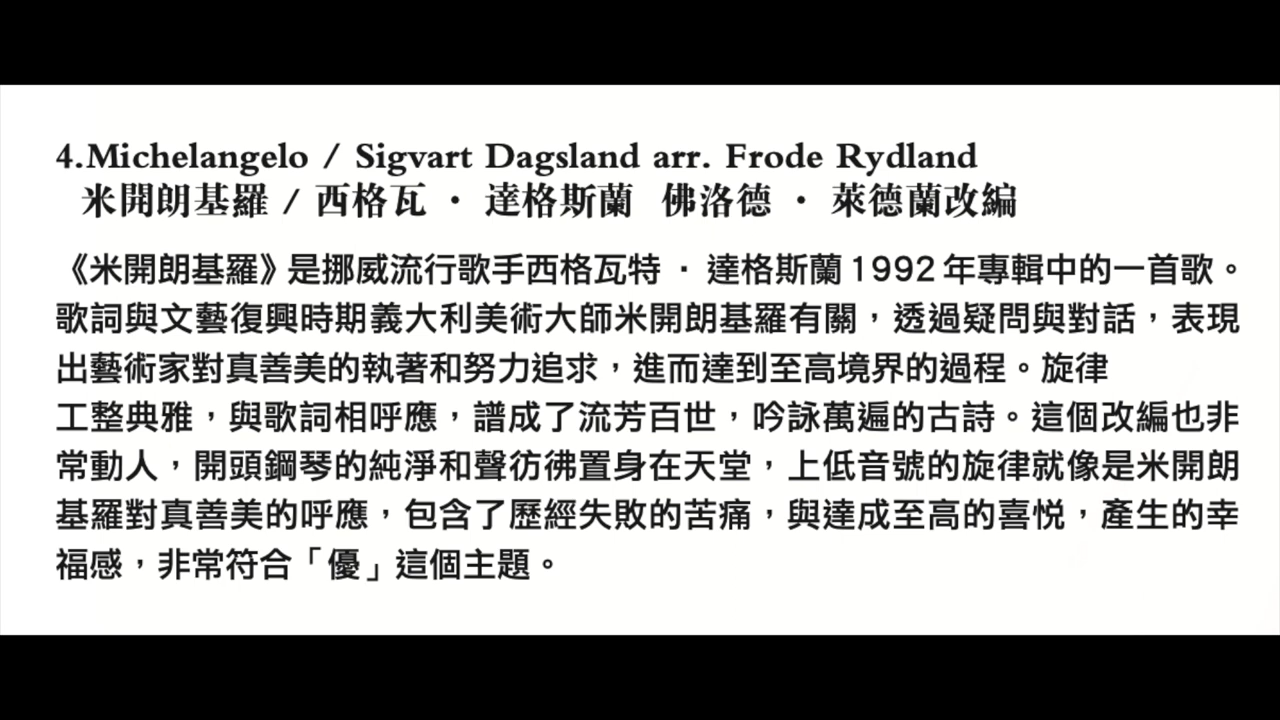 4.Michelangelo / Sigvart Dagsland arr. Frode Rydland
米開朗基羅 / 西格瓦 · 達格斯蘭 佛洛德 · 萊德蘭改編
《米開朗基羅》是挪威流行歌手西格瓦特 · 達格斯蘭 1992 年專輯中的一首歌。
歌詞與文藝復興時期義大利美術大師米開朗基羅有關，透過疑問與對話，表現
出藝術家對真善美的執著和努力追求，進而達到至高境界的過程。旋律
工整典雅，與歌詞相呼應，譜成了流芳百世，吟詠萬遍的古詩。這個改編也非
常動人，開頭鋼琴的純淨和聲彷彿置身在天堂，上低音號的旋律就像是米開朗
基羅對真善美的呼應，包含了歷經失敗的苦痛，與達成至高的喜悅，產生的幸
福感，非常符合「優」這個主題。